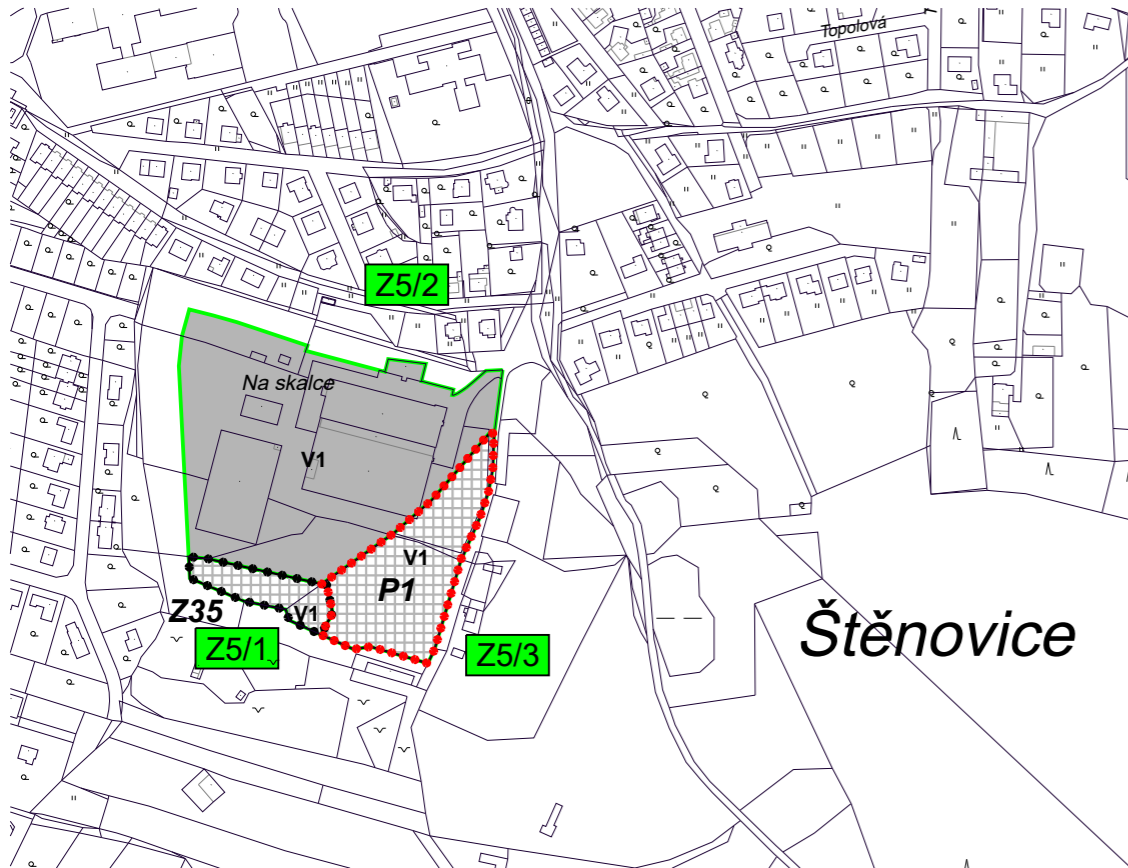 Topolová
Z5/2
Na skalce
V1
V1
P1
Z35
V1
Z5/1
Z5/3
Štěnovice